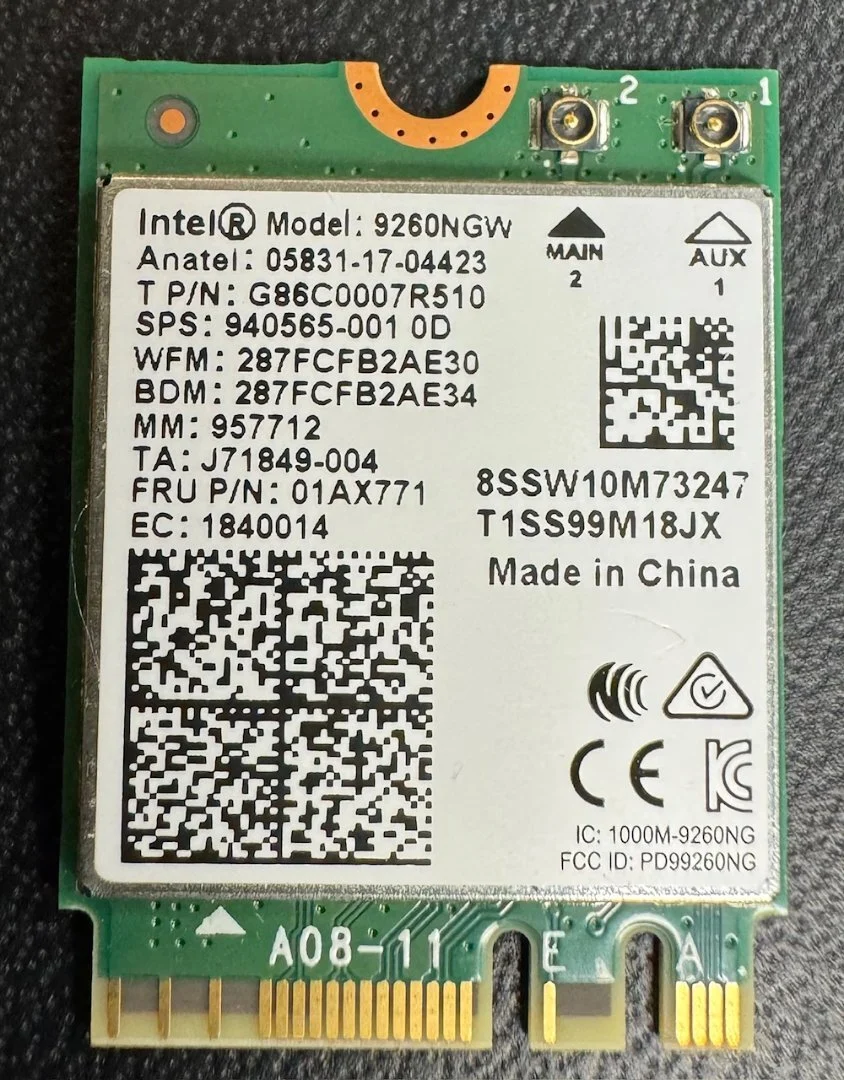 2 1
Intel® Model: 9260NGW
MAIN
2
AUX
1
Anatel: 05831-17-04423
T P/N: G86C0007R510
SPS: 940565-001 0D
WFM: 287FCFB2AE30
BDM: 287FCFB2AE34
MM: 957712
TA: J71849-004
FRU P/N: 01AX771
EC: 1840014
8SSW10M73247
T1SS99M18JX
Made in China
CE
IC: 1000M-9260NG
FCC ID: PD99260NG
A08-11 E A